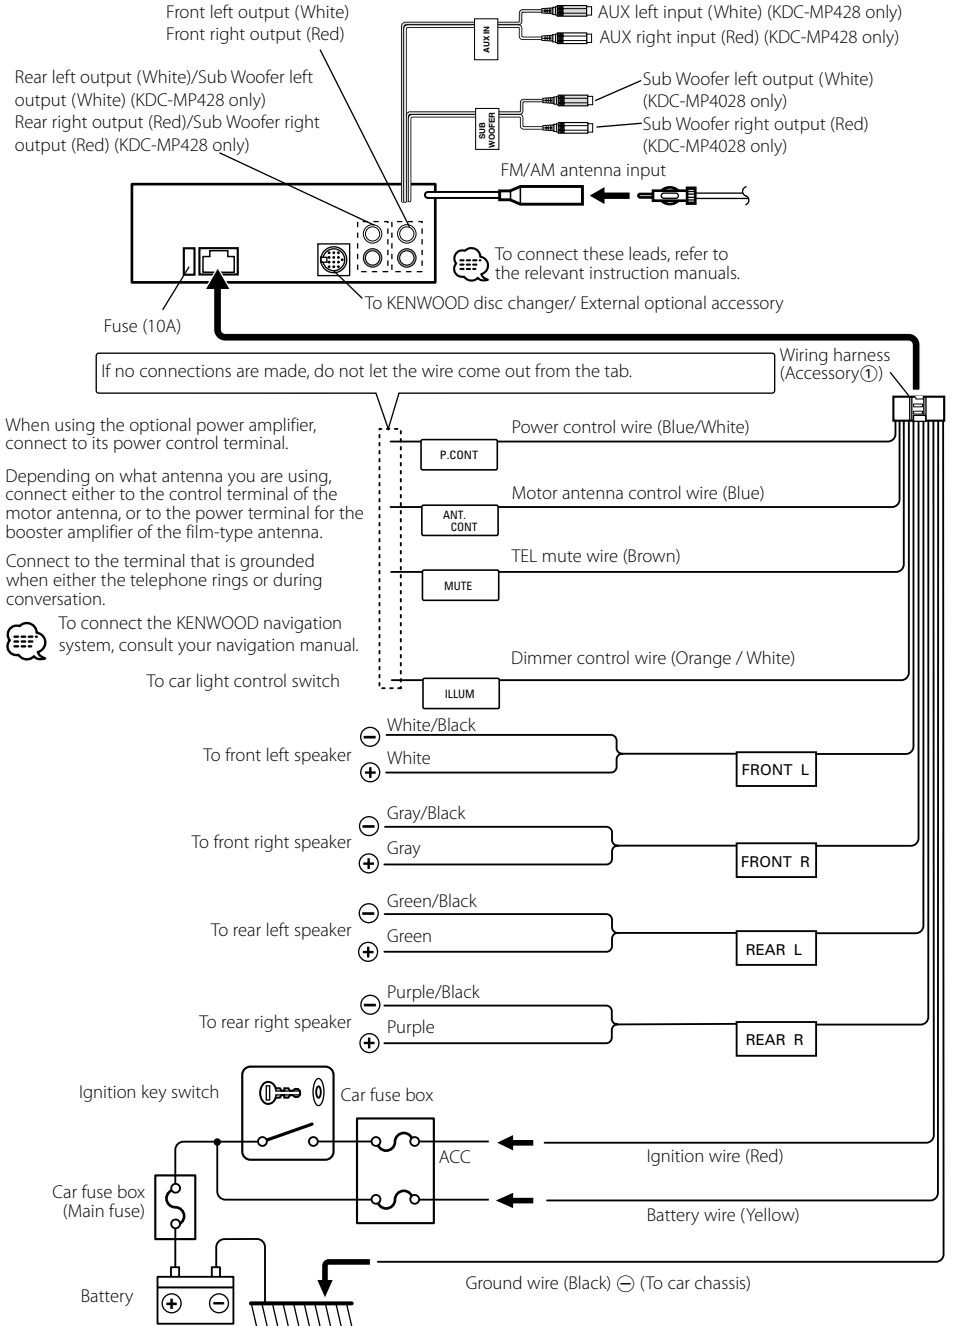 Front left output (White)
Front right output (Red)
AUX left input (White) (KDC-MP428 only)
AUX IN
AUX right input (Red) (KDC-MP428 only)
Rear left output (White)/Sub Woofer left
output (White) (KDC-MP428 only)
Rear right output (Red)/Sub Woofer right
output (Red) (KDC-MP428 only)
Sub Woofer left output (White)
(KDC-MP4028 only)
SUB
WOOFER
Sub Woofer right output (Red)
(KDC-MP4028 only)
FM/AM antenna input
To connect these leads, refer to
the relevant instruction manuals.
To KENWOOD disc changer/ External optional accessory
Fuse (10A)
Wiring harness
(Accessory①)
If no connections are made, do not let the wire come out from the tab.
When using the optional power amplifier,
connect to its power control terminal.
Power control wire (Blue/White)
P.CONT
Depending on what antenna you are using,
connect either to the control terminal of the
motor antenna, or to the power terminal for the
booster amplifier of the film-type antenna.
Motor antenna control wire (Blue)
ANT.
CONT
Connect to the terminal that is grounded
when either the telephone rings or during
conversation.
TEL mute wire (Brown)
MUTE
To connect the KENWOOD navigation
system, consult your navigation manual.
To car light control switch
Dimmer control wire (Orange / White)
ILLUM
To front left speaker
⊖ White/Black
⊕ White
FRONT L
To front right speaker
⊖ Gray/Black
⊕ Gray
FRONT R
To rear left speaker
⊖ Green/Black
⊕ Green
REAR L
To rear right speaker
⊖ Purple/Black
⊕ Purple
REAR R
Ignition key switch
Car fuse box
ACC
Ignition wire (Red)
Car fuse box
(Main fuse)
Battery wire (Yellow)
Ground wire (Black) ⊖ (To car chassis)
Battery
⊕ ⊖